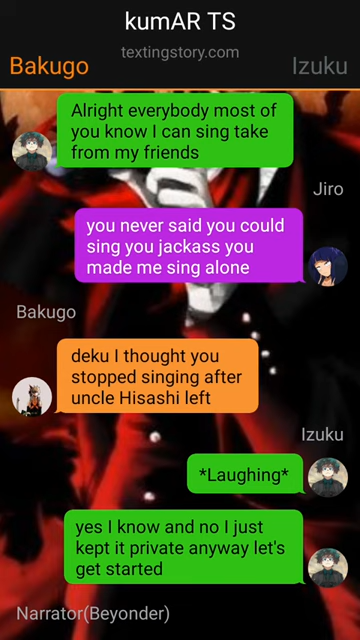 kumAR TS
textingstory.com
Bakugo
Izuku
Alright everybody most of
you know I can sing take
from my friends
Jiro
you never said you could
sing you jackass you
made me sing alone
Bakugo
deku I thought you
stopped singing after
uncle Hisashi left
Izuku
*Laughing*
yes I know and no I just
kept it private anyway let's
get started
Narrator(Beyonder)